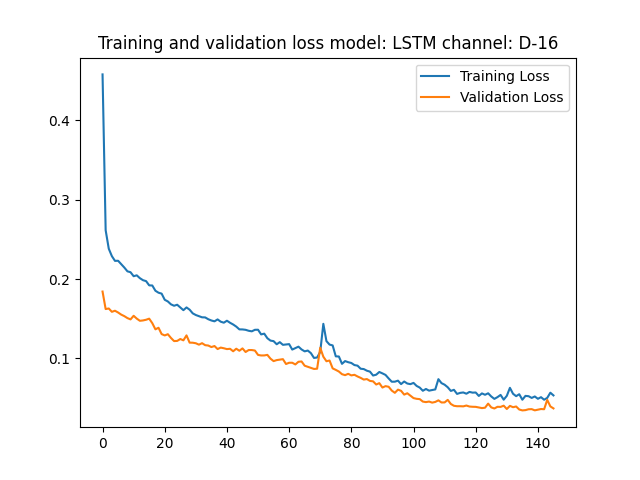 Training and validation loss model: LSTM channel: D-16
Training Loss
Validation Loss
0.4
0.3
0.2
0.1
0 20 40 60 80 100 120 140